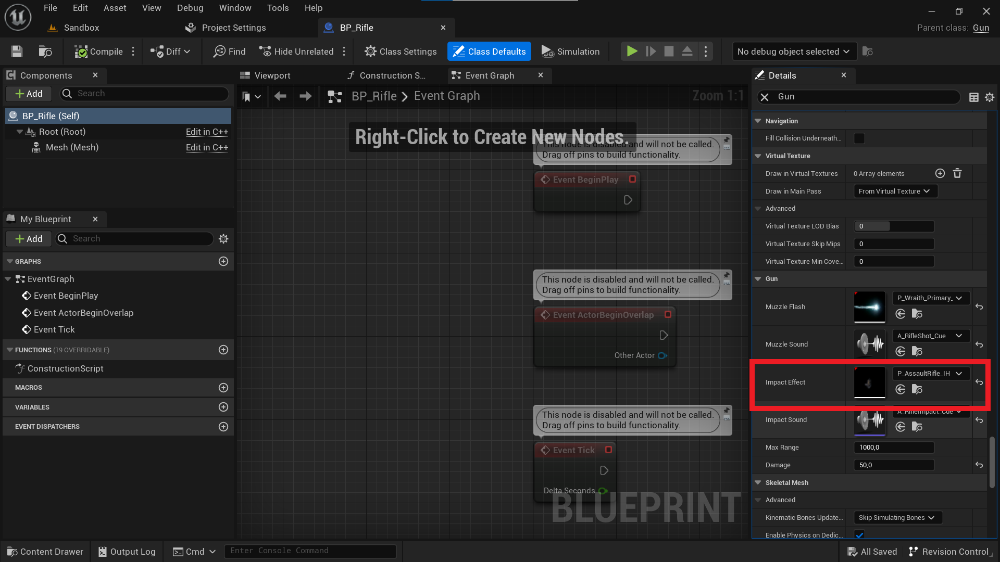 File Edit Asset View Debug Window Tools Help
Sandbox Project Settings BP_Rifle Parent class: Gun
Compile Diff Find Hide Unrelated Class Settings Class Defaults Simulation No debug object selected
Components
Add Search
BP_Rifle (Self)
Root (Root) Edit in C++
Mesh (Mesh) Edit in C++
My Blueprint
Add Search
GRAPHS
EventGraph
Event BeginPlay
Event ActorBeginOverlap
Event Tick
FUNCTIONS (19 OVERRIDABLE)
ConstructionScript
MACROS
VARIABLES
EVENT DISPATCHERS
Viewport Construction S... Event Graph
BP_Rifle > Event Graph Zoom 1:1
Right-Click to Create New Nodes.
This node is disabled and will not be called.
Drag off pins to build functionality.
Event BeginPlay
This node is disabled and will not be called.
Drag off pins to build functionality.
Event ActorBeginOverlap
Other Actor
This node is disabled and will not be called.
Drag off pins to build functionality.
Event Tick
Delta Seconds
BLUEPRINT
Details
Gun
Navigation
Fill Collision Underneath...
Virtual Texture
Draw in Virtual Textures 0 Array elements
Draw in Main Pass From Virtual Texture
Advanced
Virtual Texture LOD Bias 0
Virtual Texture Skip Mips 0
Virtual Texture Min Cove... 0
Gun
Muzzle Flash P_Wraith_Primary_
Muzzle Sound A_RifleShot_Cue
Impact Effect P_AssaultRifle_IH
Impact Sound A_RifleImpact_Cue
Max Range 1000,0
Damage 50,0
Skeletal Mesh
Advanced
Kinematic Bones Update... Skip Simulating Bones
Enable Physics on Dedic...
Content Drawer Output Log Cmd Enter Console Command All Saved Revision Control